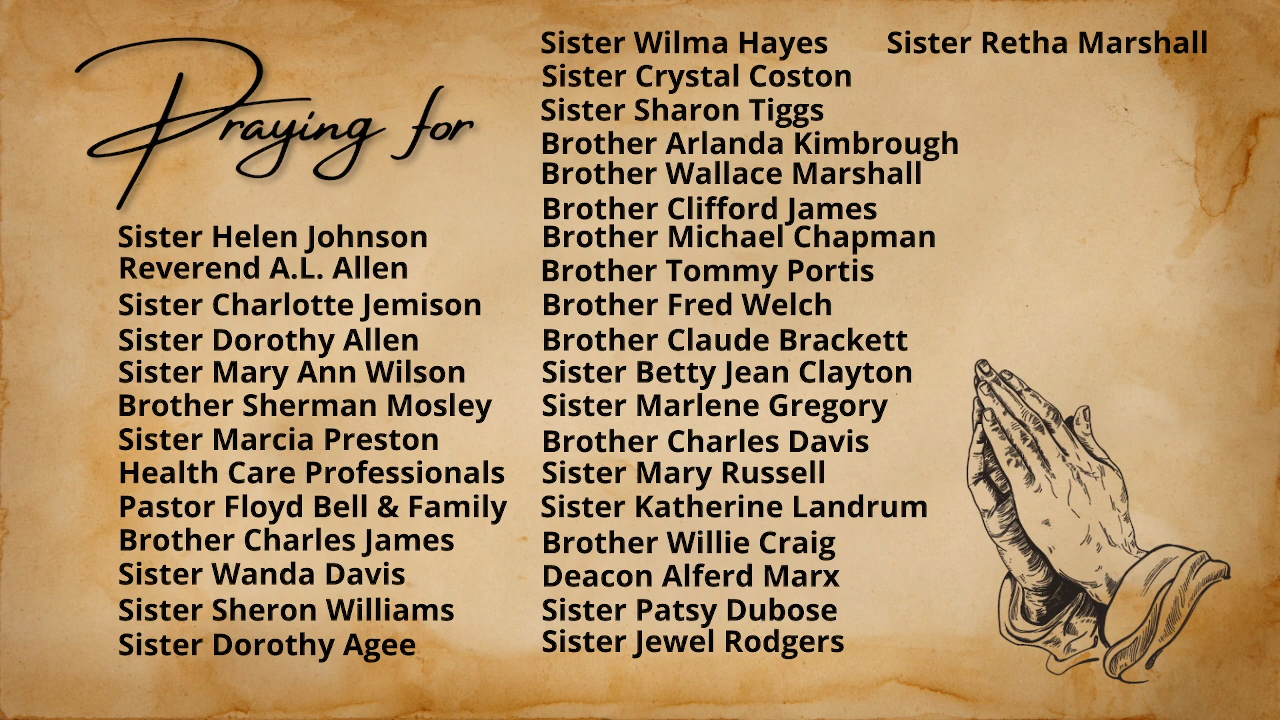 Praying for
Sister Helen Johnson
Reverend A.L. Allen
Sister Charlotte Jemison
Sister Dorothy Allen
Sister Mary Ann Wilson
Brother Sherman Mosley
Sister Marcia Preston
Health Care Professionals
Pastor Floyd Bell & Family
Brother Charles James
Sister Wanda Davis
Sister Sheron Williams
Sister Dorothy Agee
Sister Wilma Hayes
Sister Crystal Coston
Sister Sharon Tiggs
Brother Arlanda Kimbrough
Brother Wallace Marshall
Brother Clifford James
Brother Michael Chapman
Brother Tommy Portis
Brother Fred Welch
Brother Claude Brackett
Sister Betty Jean Clayton
Sister Marlene Gregory
Brother Charles Davis
Sister Mary Russell
Sister Katherine Landrum
Brother Willie Craig
Deacon Alferd Marx
Sister Patsy Dubose
Sister Jewel Rodgers
Sister Retha Marshall